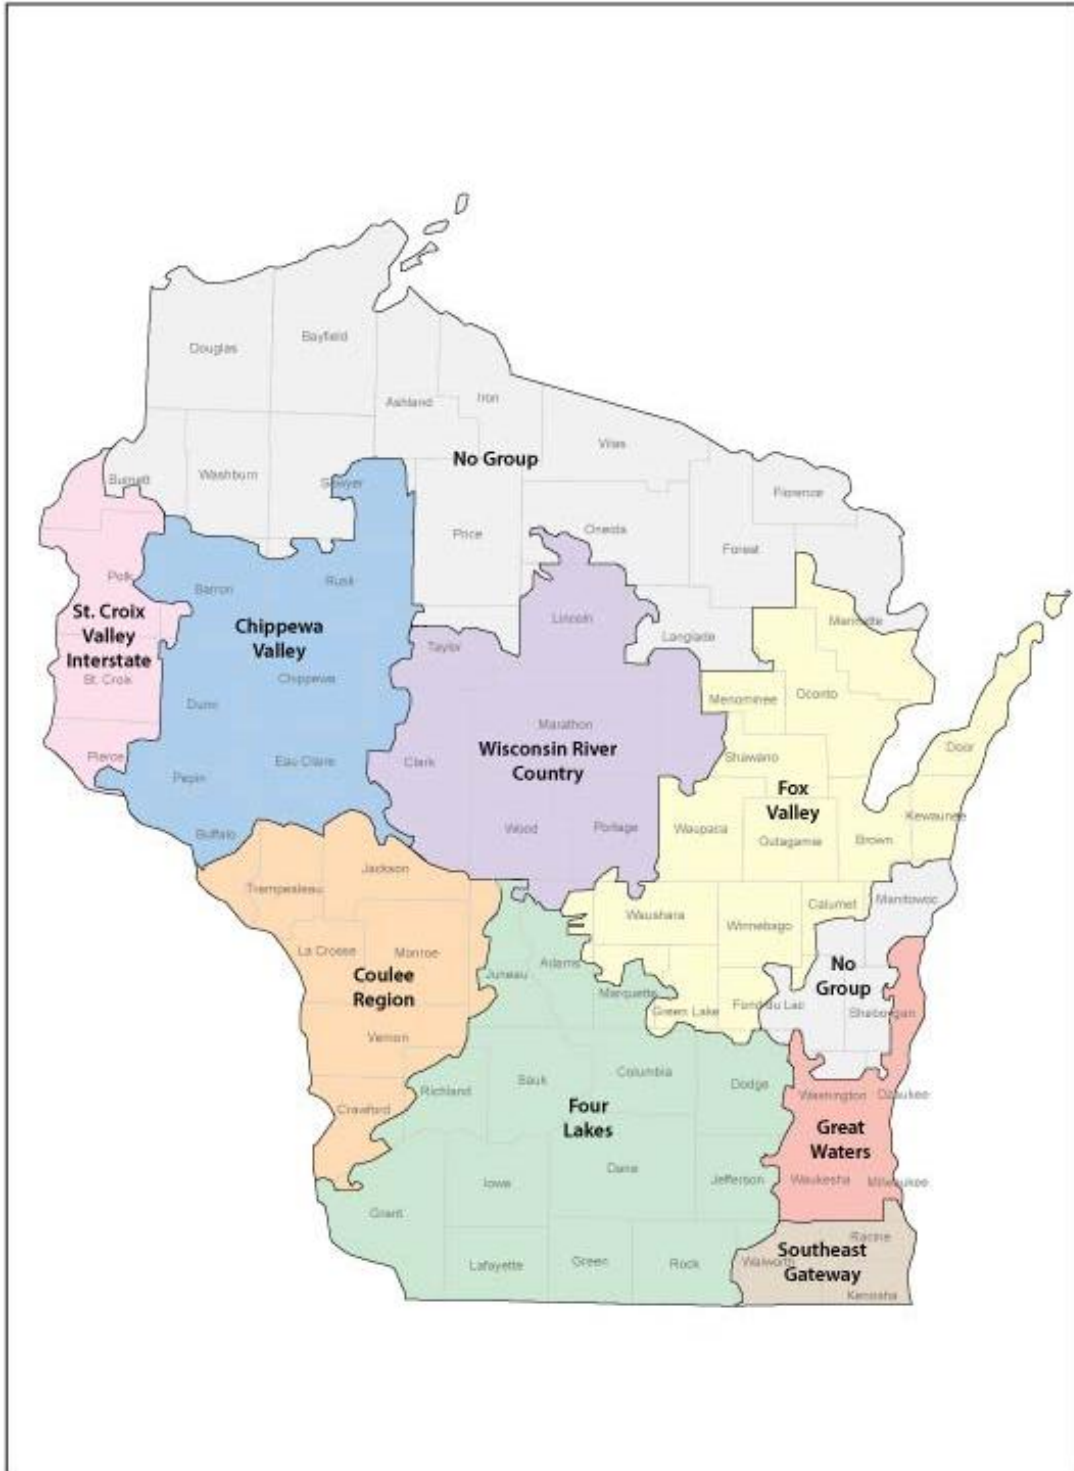 Bayfield
Douglas
Ashland
Iron
Vilas
No Group
Burnett
Washburn
Sawyer
Florence
Price
Oneida
Forest
Polk
Barron
Rusk
St. Croix
Valley
Interstate
Chippewa
Valley
Lincoln
Marinette
Taylor
Langlade
St. Croix
Chippewa
Menominee
Oconto
Dunn
Marathon
Wisconsin River
Country
Door
Pierce
Eau Claire
Clark
Shawano
Pepin
Fox
Valley
Buffalo
Wood
Portage
Waupaca
Outagamie
Brown
Kewaunee
Jackson
Trempealeau
Calumet
Manitowoc
Waushara
Winnebago
La Crosse
Monroe
Coulee
Region
Juneau
Adams
Marquette
Green Lake
Fond du Lac
No
Group
Sheboygan
Vernon
Richland
Sauk
Columbia
Dodge
Washington
Ozaukee
Crawford
Four
Lakes
Great
Waters
Dane
Iowa
Jefferson
Waukesha
Milwaukee
Grant
Lafayette
Green
Rock
Walworth
Racine
Southeast
Gateway
Kenosha